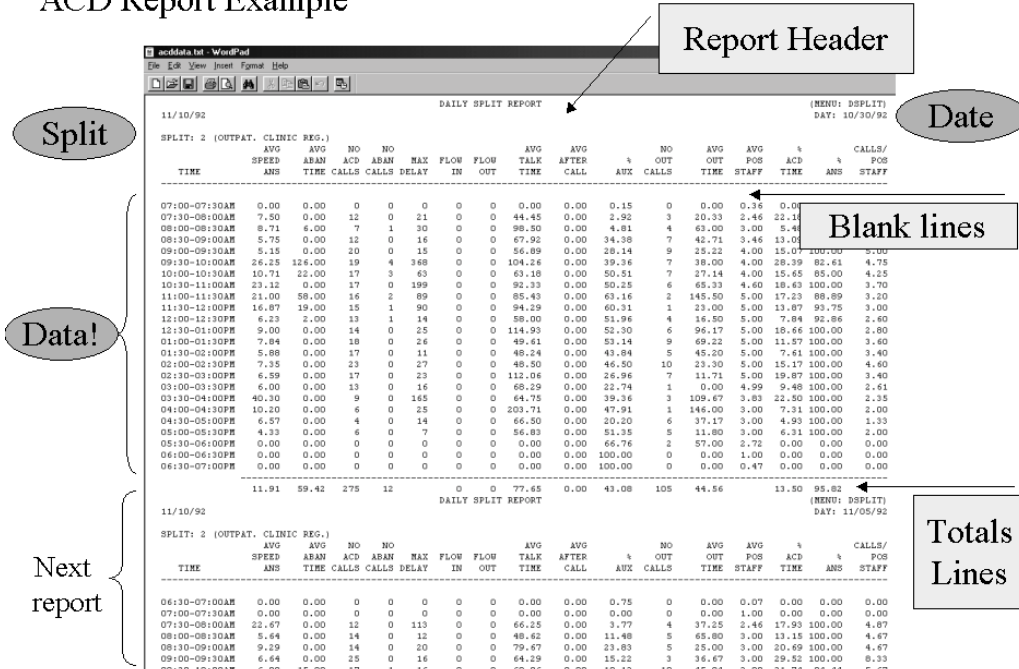 ACD Report Example
Report Header
acddata.txt - WordPad
File Edit View Insert Format Help
DAILY SPLIT REPORT (MENU: DSPLIT)
11/10/92 DAY: 10/30/92
Split
Date
SPLIT: 2 (OUTPAT. CLINIC REG.)
AVG AVG NO NO AVG AVG NO AVG AVG % CALLS/
SPEED ABAN ACD ABAN MAX FLOW FLOW TALK AFTER % OUT OUT POS ACD % POS
TIME ANS TIME CALLS CALLS DELAY IN OUT TIME CALL AUX CALLS TIME STAFF TIME ANS STAFF
07:00-07:30AM 0.00 0.00 0 0 0 0 0 0.00 0.00 0.15 0 0.00 0.36 0.00
07:30-08:00AM 7.50 0.00 12 0 21 0 0 44.45 0.00 2.92 3 20.33 2.46
08:00-08:30AM 8.71 6.00 7 1 30 0 0 98.50 0.00 4.81 4 63.00 3.00
08:30-09:00AM 5.75 0.00 12 0 16 0 0 67.92 0.00 34.38 7 42.71 3.46
09:00-09:30AM 5.15 0.00 20 0 15 0 0 56.89 0.00 28.14 9 25.22 4.00 15.07 100.00 5.00
09:30-10:00AM 26.25 126.00 19 4 368 0 0 104.26 0.00 39.36 7 38.00 4.00 28.39 82.61 4.75
10:00-10:30AM 10.71 22.00 17 3 63 0 0 63.18 0.00 50.51 7 27.14 4.00 15.65 85.00 4.25
10:30-11:00AM 23.12 0.00 17 0 199 0 0 92.33 0.00 50.25 6 65.33 4.60 18.63 100.00 3.70
11:00-11:30AM 21.00 58.00 16 2 89 0 0 85.43 0.00 63.16 2 145.50 5.00 17.23 88.89 3.20
11:30-12:00PM 16.87 19.00 15 1 90 0 0 94.29 0.00 60.31 1 23.00 5.00 13.87 93.75 3.00
12:00-12:30PM 6.23 2.00 13 1 14 0 0 58.00 0.00 51.96 4 16.50 5.00 7.84 92.86 2.60
12:30-01:00PM 9.00 0.00 14 0 25 0 0 114.93 0.00 52.30 6 96.17 5.00 18.66 100.00 2.80
01:00-01:30PM 7.84 0.00 18 0 26 0 0 49.61 0.00 53.14 9 69.22 5.00 11.57 100.00 3.60
01:30-02:00PM 5.88 0.00 17 0 11 0 0 48.24 0.00 43.84 5 45.20 5.00 7.61 100.00 3.40
02:00-02:30PM 7.35 0.00 23 0 27 0 0 48.50 0.00 46.50 10 23.30 5.00 15.17 100.00 4.60
02:30-03:00PM 6.59 0.00 17 0 23 0 0 112.06 0.00 26.96 7 11.71 5.00 19.87 100.00 3.40
03:00-03:30PM 6.00 0.00 13 0 16 0 0 68.29 0.00 22.74 1 0.00 4.99 9.48 100.00 2.61
03:30-04:00PM 40.30 0.00 9 0 165 0 0 64.75 0.00 39.36 3 109.67 3.83 22.50 100.00 2.35
04:00-04:30PM 10.20 0.00 6 0 25 0 0 203.71 0.00 47.91 1 146.00 3.00 7.31 100.00 2.00
04:30-05:00PM 6.57 0.00 4 0 14 0 0 66.50 0.00 20.20 6 37.17 3.00 4.93 100.00 1.33
05:00-05:30PM 4.33 0.00 6 0 7 0 0 56.83 0.00 51.35 5 11.80 3.00 6.31 100.00 2.00
05:30-06:00PM 0.00 0.00 0 0 0 0 0 0.00 0.00 66.76 2 57.00 2.72 0.00 0.00 0.00
06:00-06:30PM 0.00 0.00 0 0 0 0 0 0.00 0.00 100.00 0 0.00 1.00 0.00 0.00 0.00
06:30-07:00PM 0.00 0.00 0 0 0 0 0 0.00 0.00 100.00 0 0.00 0.47 0.00 0.00 0.00
Blank lines
Data!
11.91 59.42 275 12 0 0 77.65 0.00 43.08 105 44.56 13.50 95.82
DAILY SPLIT REPORT (MENU: DSPLIT)
11/10/92 DAY: 11/05/92
SPLIT: 2 (OUTPAT. CLINIC REG.)
AVG AVG NO NO AVG AVG NO AVG AVG % CALLS/
SPEED ABAN ACD ABAN MAX FLOW FLOW TALK AFTER % OUT OUT POS ACD % POS
TIME ANS TIME CALLS CALLS DELAY IN OUT TIME CALL AUX CALLS TIME STAFF TIME ANS STAFF
Totals
Lines
Next
report
06:30-07:00AM 0.00 0.00 0 0 0 0 0 0.00 0.00 0.75 0 0.00 0.07 0.00 0.00 0.00
07:00-07:30AM 0.00 0.00 0 0 0 0 0 0.00 0.00 0.00 0 0.00 1.00 0.00 0.00 0.00
07:30-08:00AM 22.67 0.00 12 0 113 0 0 66.25 0.00 3.77 4 37.25 2.46 17.93 100.00 4.87
08:00-08:30AM 5.64 0.00 14 0 12 0 0 48.62 0.00 11.48 5 65.80 3.00 13.15 100.00 4.67
08:30-09:00AM 9.29 0.00 14 0 20 0 0 79.67 0.00 23.83 5 25.00 3.00 20.69 100.00 4.67
09:00-09:30AM 6.64 0.00 25 0 16 0 0 64.29 0.00 15.22 3 36.67 3.00 29.52 100.00 8.33